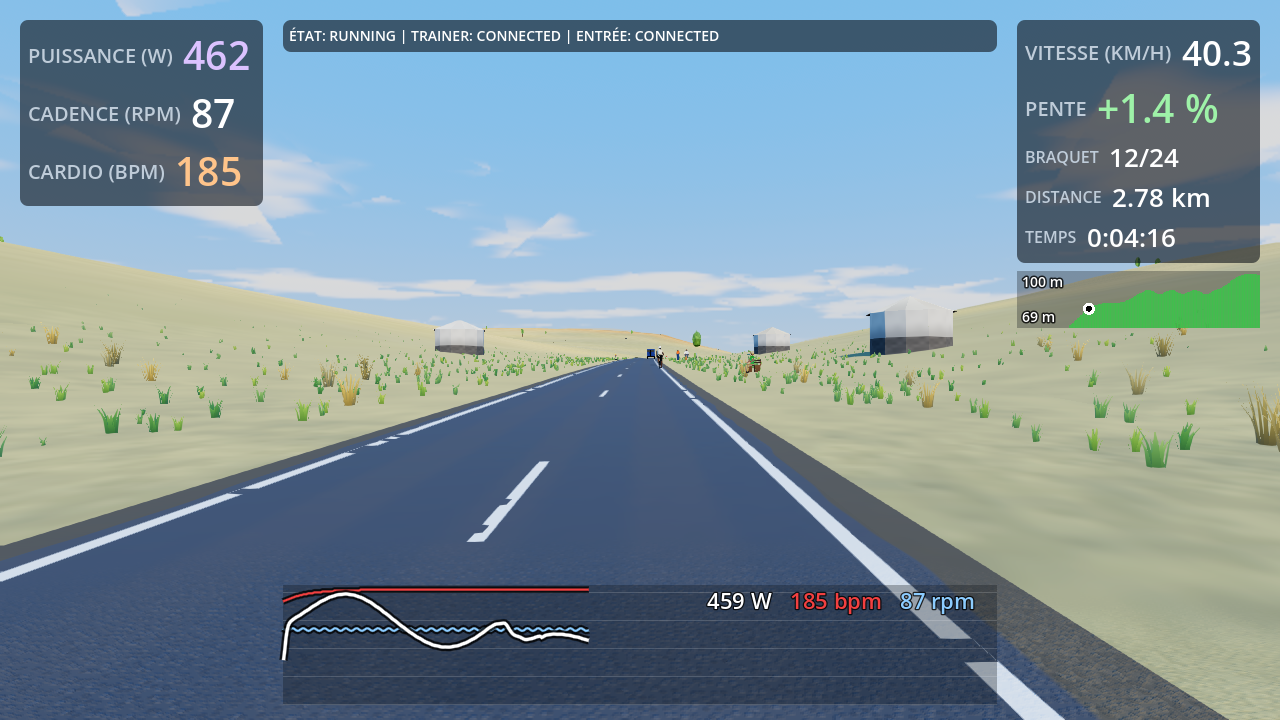 PUISSANCE (W) 462
CADENCE (RPM) 87
CARDIO (BPM) 185
ÉTAT: RUNNING | TRAINER: CONNECTED | ENTRÉE: CONNECTED
VITESSE (KM/H) 40.3
PENTE +1.4 %
BRAQUET 12/24
DISTANCE 2.78 km
TEMPS 0:04:16
100 m
69 m
459 W 185 bpm 87 rpm